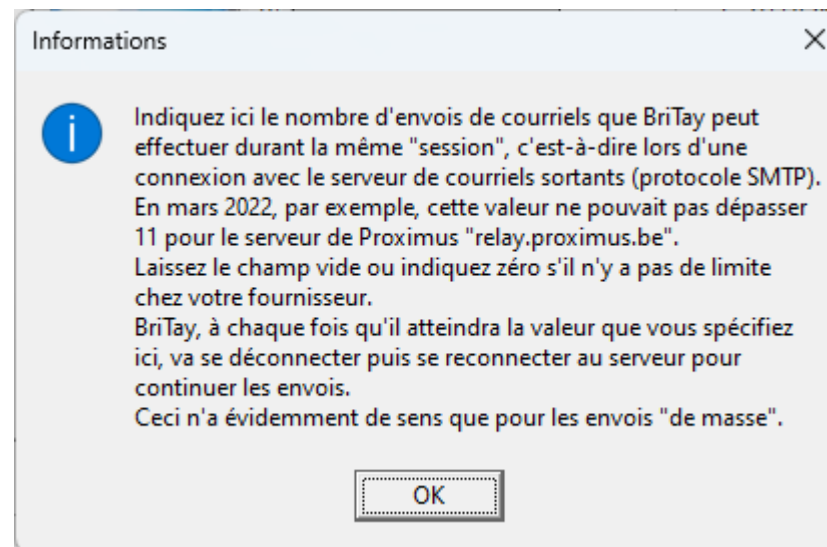 Informations
Indiquez ici le nombre d'envois de courriels que BriTay peut
effectuer durant la même "session", c'est-à-dire lors d'une
connexion avec le serveur de courriels sortants (protocole SMTP).
En mars 2022, par exemple, cette valeur ne pouvait pas dépasser
11 pour le serveur de Proximus "relay.proximus.be".
Laissez le champ vide ou indiquez zéro s'il n'y a pas de limite
chez votre fournisseur.
BriTay, à chaque fois qu'il atteindra la valeur que vous spécifiez
ici, va se déconnecter puis se reconnecter au serveur pour
continuer les envois.
Ceci n'a évidemment de sens que pour les envois "de masse".
OK